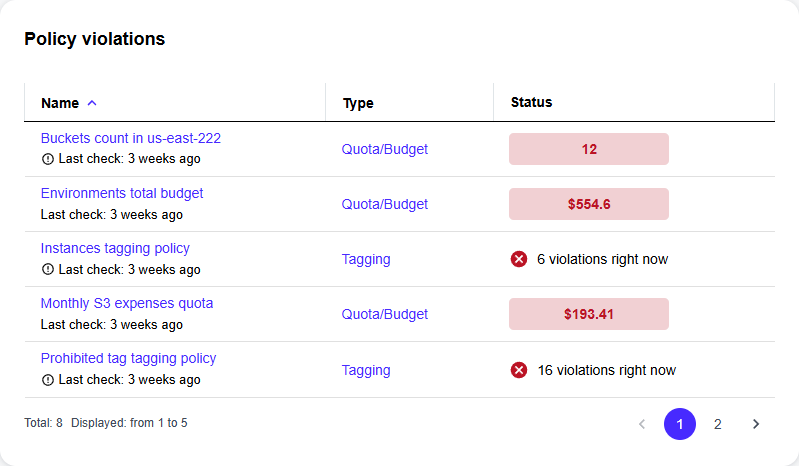 Policy violations
Name Type Status
Buckets count in us-east-222
Last check: 3 weeks ago
Quota/Budget
12
Environments total budget
Last check: 3 weeks ago
Quota/Budget
$554.6
Instances tagging policy
Last check: 3 weeks ago
Tagging
6 violations right now
Monthly S3 expenses quota
Last check: 3 weeks ago
Quota/Budget
$193.41
Prohibited tag tagging policy
Last check: 3 weeks ago
Tagging
16 violations right now
Total: 8 Displayed: from 1 to 5
1 2